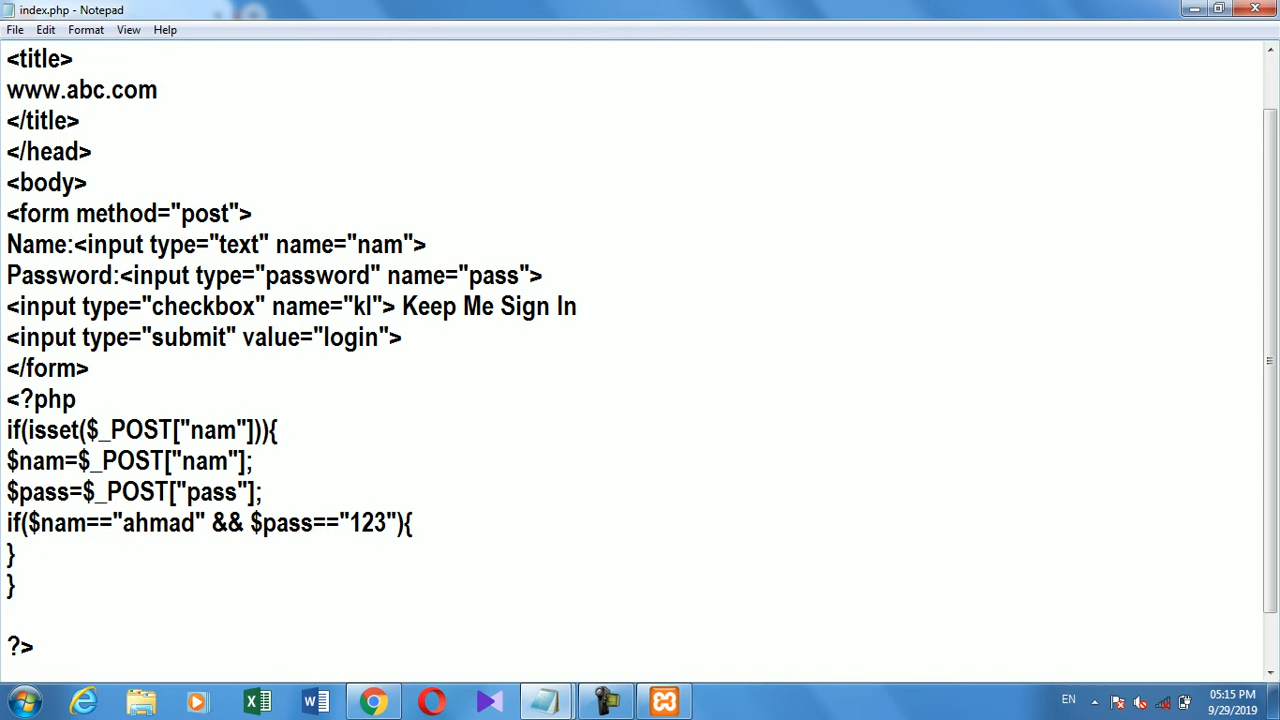 index.php - Notepad
File Edit Format View Help
<title>
www.abc.com
</title>
</head>
<body>
<form method="post">
Name:<input type="text" name="nam">
Password:<input type="password" name="pass">
<input type="checkbox" name="kl"> Keep Me Sign In
<input type="submit" value="login">
</form>
<?php
if(isset($_POST["nam"])){
$nam=$_POST["nam"];
$pass=$_POST["pass"];
if($nam=="ahmad" && $pass=="123"){
}
}
?>
EN
05:15 PM
9/29/2019